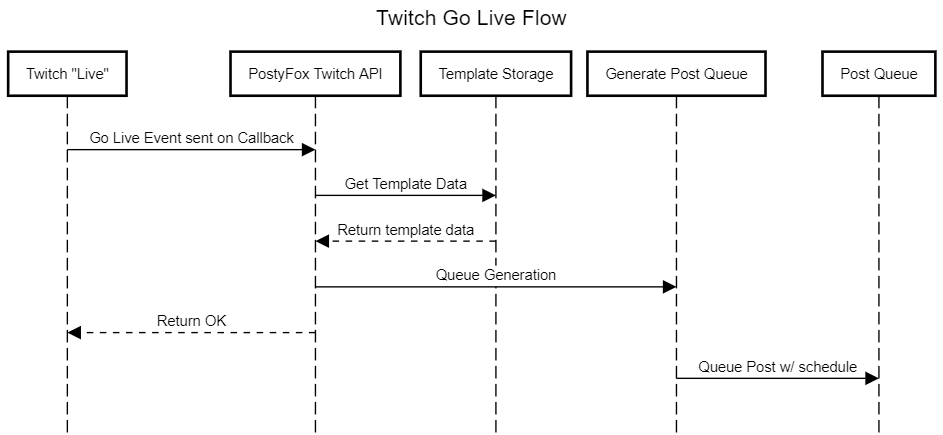 Twitch Go Live Flow
Twitch "Live"
PostyFox Twitch API
Template Storage
Generate Post Queue
Post Queue
Go Live Event sent on Callback
Get Template Data
Return template data
Queue Generation
Return OK
Queue Post w/ schedule